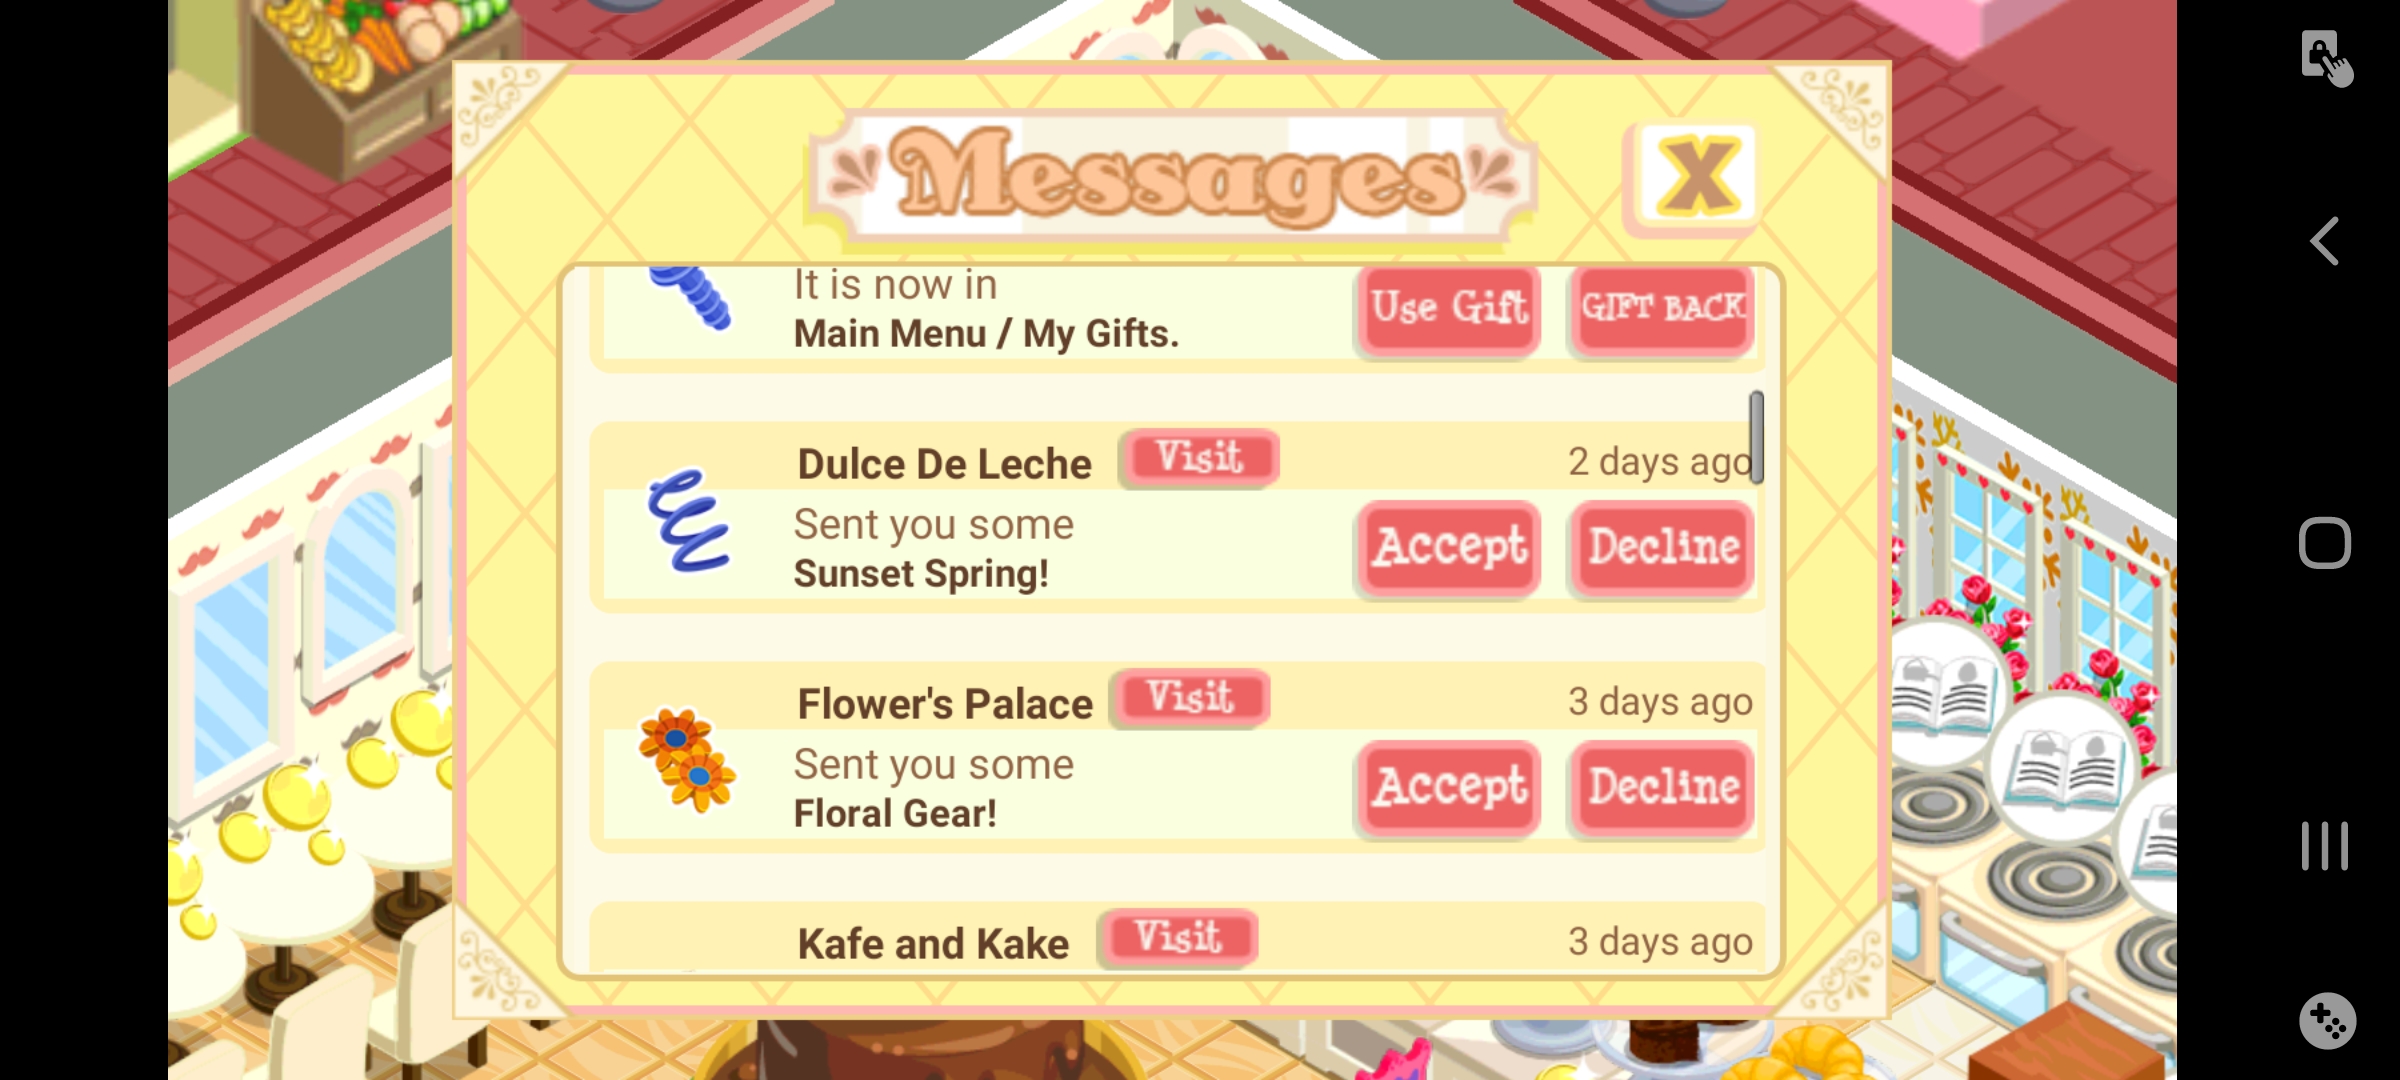 Messages
X
It is now in
Main Menu / My Gifts.
Use Gift
GIFT BACK
Dulce De Leche
Visit
2 days ago
Sent you some
Sunset Spring!
Accept
Decline
Flower's Palace
Visit
3 days ago
Sent you some
Floral Gear!
Accept
Decline
Kafe and Kake
Visit
3 days ago